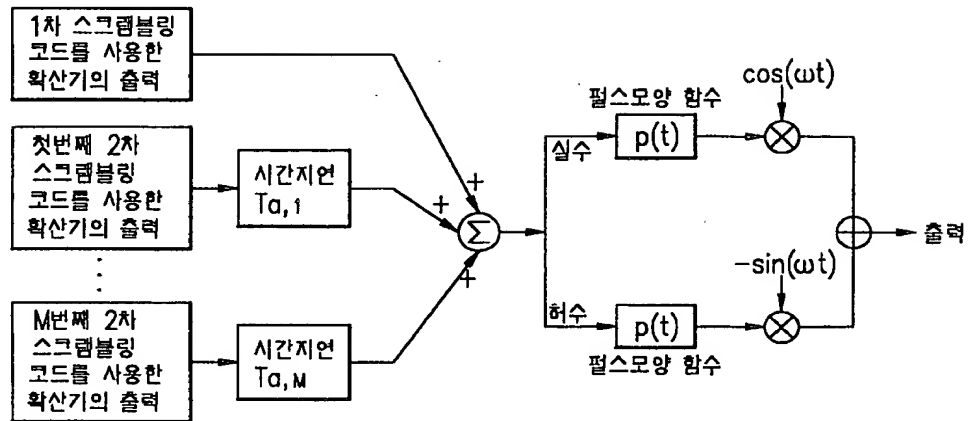 1차 스크램블링
코드를 사용한
확산기의 출력
첫번째 2차
스크램블링
코드를 사용한
확산기의 출력
시간지연
Ta,1
M번째 2차
스크램블링
코드를 사용한
확산기의 출력
시간지연
Ta,M
+
+
+
Σ
실수
허수
펄스모양 함수
p(t)
cos(ωt)
-sin(ωt)
p(t)
펄스모양 함수
출력